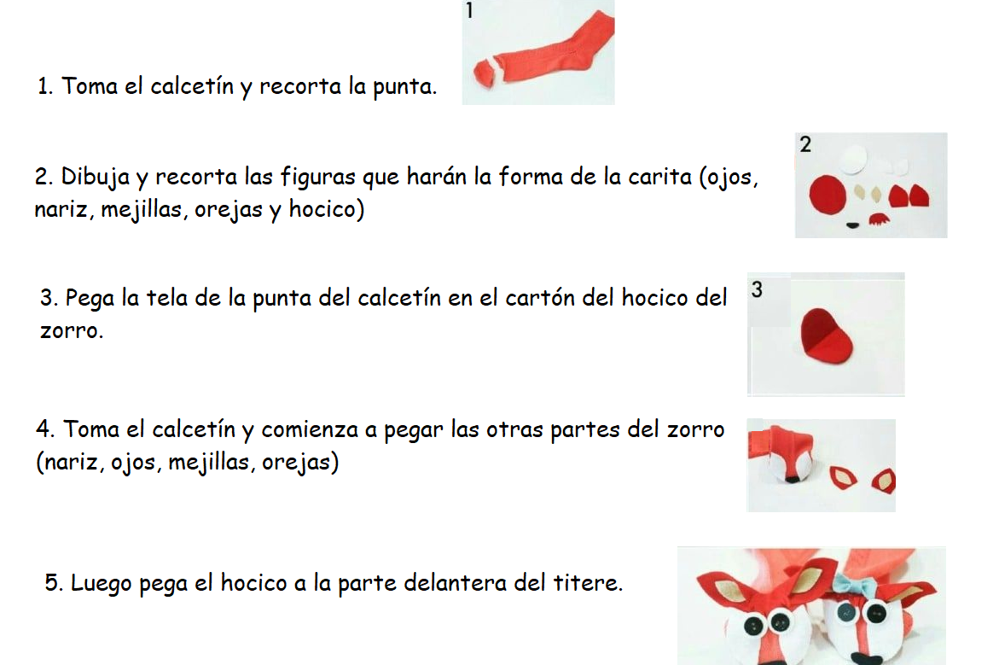 1
1. Toma el calcetín y recorta la punta.
2
2. Dibuja y recorta las figuras que harán la forma de la carita (ojos,
nariz, mejillas, orejas y hocico)
3
3. Pega la tela de la punta del calcetín en el cartón del hocico del
zorro.
4. Toma el calcetín y comienza a pegar las otras partes del zorro
(nariz, ojos, mejillas, orejas)
5. Luego pega el hocico a la parte delantera del titere.